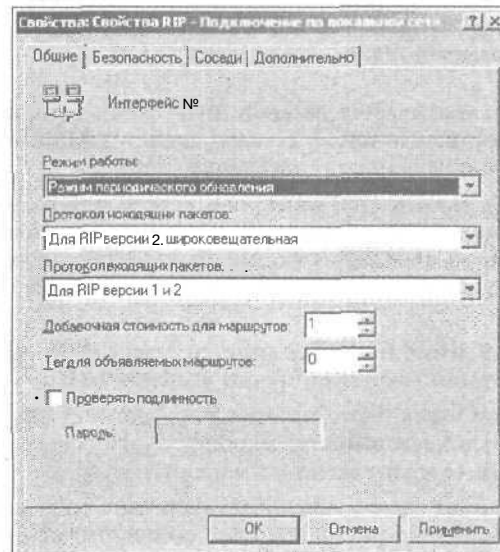 Свойства: Свойства RIP - Подключение по локальной сети ? ×
Общие | Безопасность | Соседи | Дополнительно
Интерфейс №
Режим работы:
Режим периодического обновления
Протокол исходящих пакетов:
Для RIP версии 2. широковещательная
Протокол входящих пакетов.
Для RIP версии 1 и 2
Добавочная стоимость для маршрутов: 1
Тег для объявляемых маршрутов: 0
Проверять подлинность
Пароль:
OK Отмена Применить